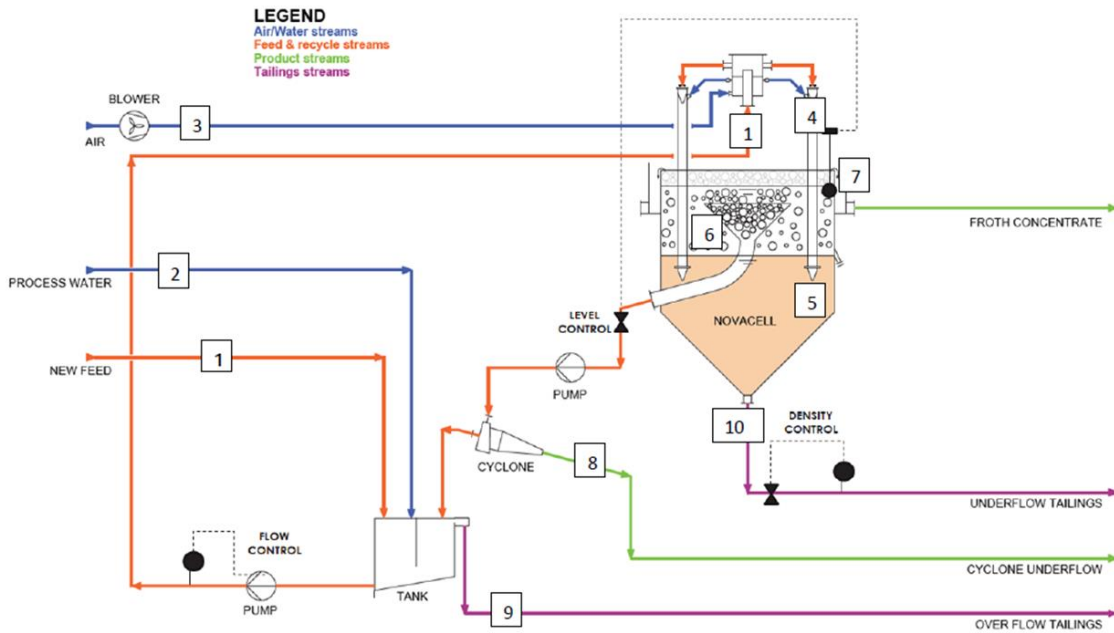 LEGEND
Air/Water streams
Feed & recycle streams
Product streams
Tailings streams
BLOWER
3
AIR
4
1
7
FROTH CONCENTRATE
6
2
PROCESS WATER
5
NOVACELL
LEVEL
CONTROL
1
NEW FEED
PUMP
10
DENSITY
CONTROL
8
CYCLONE
UNDERFLOW TAILINGS
FLOW
CONTROL
CYCLONE UNDERFLOW
TANK
PUMP
9
OVER FLOW TAILINGS